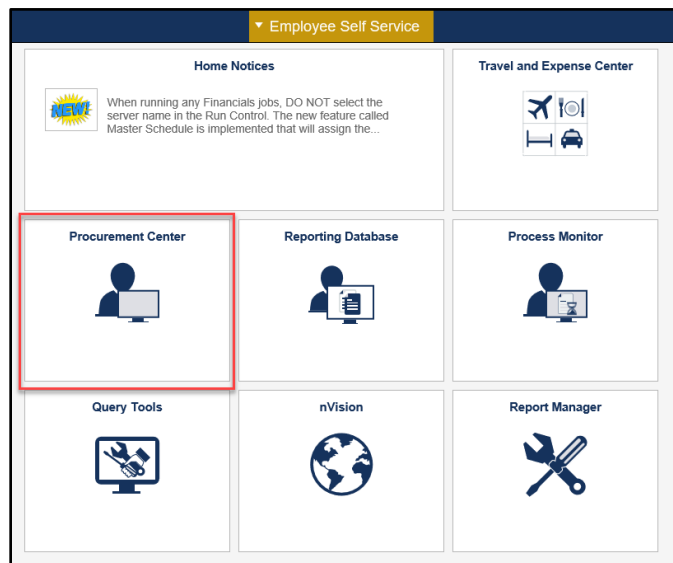 Employee Self Service
Home Notices
NEW!
When running any Financials jobs, DO NOT select the
server name in the Run Control. The new feature called
Master Schedule is implemented that will assign the...
Travel and Expense Center
Procurement Center
Reporting Database
Process Monitor
Query Tools
nVision
Report Manager